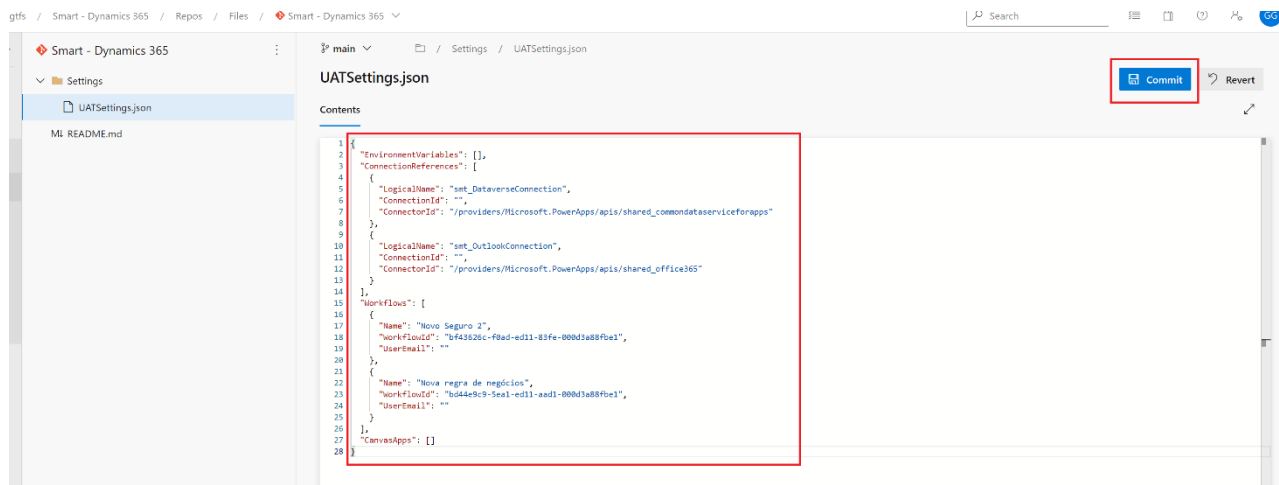 gtfs / Smart - Dynamics 365 / Repos / Files / Smart - Dynamics 365
Search
GG
Smart - Dynamics 365
Settings
UATSettings.json
README.md
main / Settings / UATSettings.json
UATSettings.json
Commit
Revert
Contents
1 {
2 "EnvironmentVariables": [],
3 "ConnectionReferences": [
4 {
5 "LogicalName": "smt_DataverseConnection",
6 "ConnectionId": "",
7 "ConnectorId": "/providers/Microsoft.PowerApps/apis/shared_commondataserviceforapps"
8 },
9 {
10 "LogicalName": "smt_OutlookConnection",
11 "ConnectionId": "",
12 "ConnectorId": "/providers/Microsoft.PowerApps/apis/shared_office365"
13 }
14 ],
15 "Workflows": [
16 {
17 "Name": "Novo Seguro 2",
18 "WorkflowId": "bf43626c-f0ad-ed11-83fe-000d3a88fbe1",
19 "UserEmail": ""
20 },
21 {
22 "Name": "Nova regra de negócios",
23 "WorkflowId": "bd44e9c9-5ea1-ed11-aad1-000d3a88fbe1",
24 "UserEmail": ""
25 }
26 ],
27 "CanvasApps": []
28 }